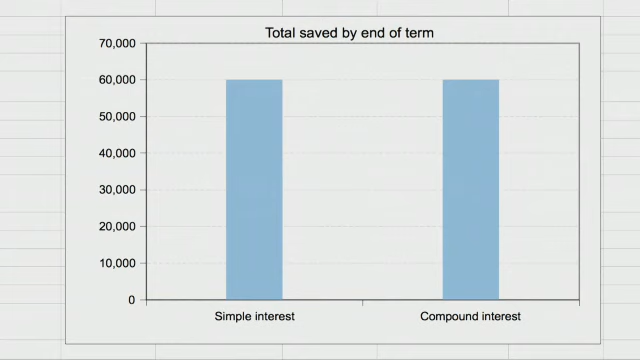 Total saved by end of term
70,000
60,000
50,000
40,000
30,000
20,000
10,000
0
Simple interest
Compound interest